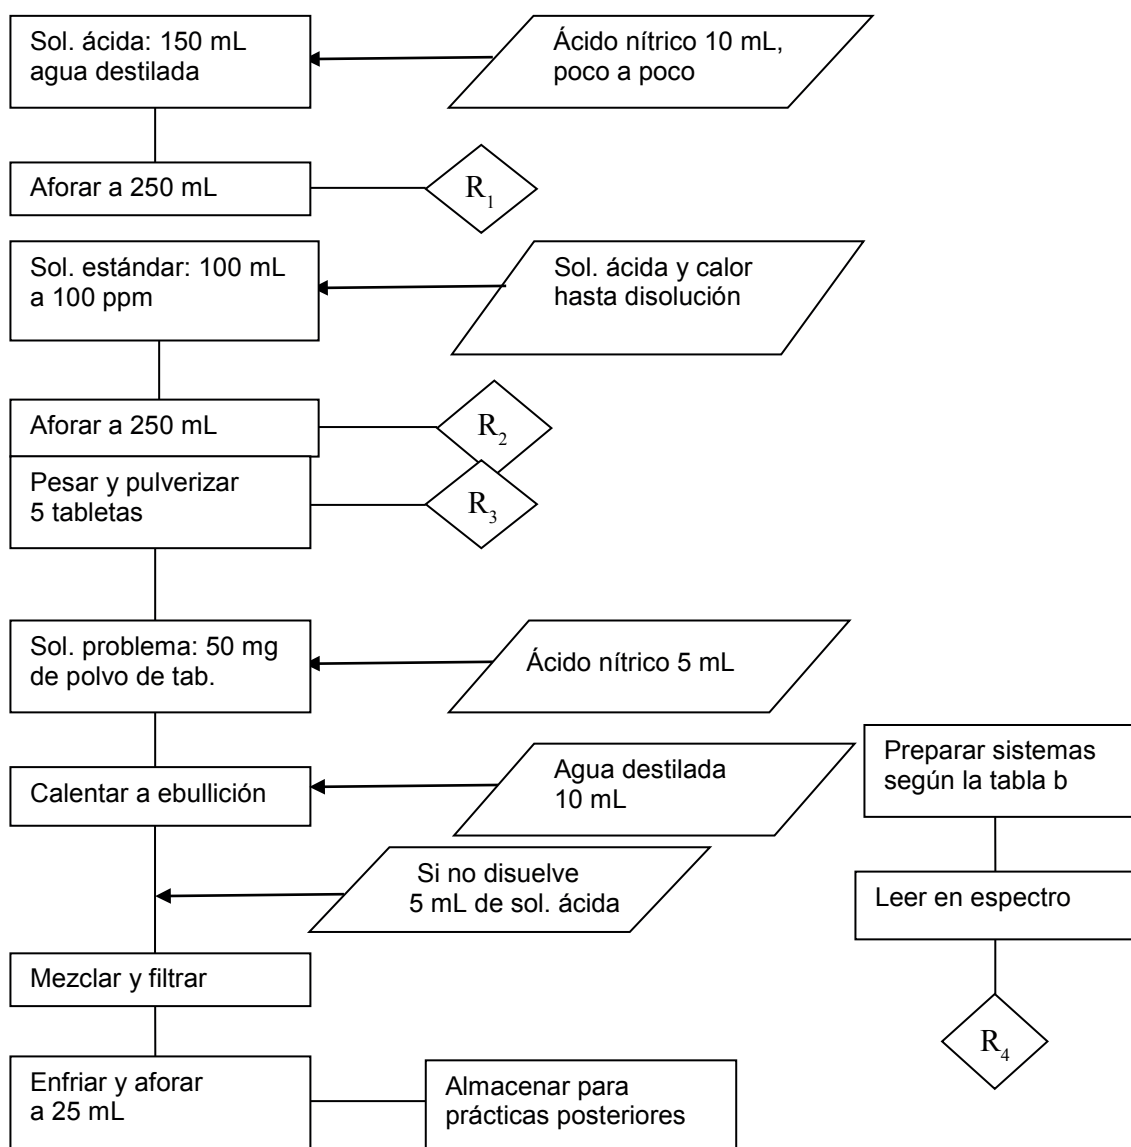 Sol. ácida: 150 mL
agua destilada
Ácido nítrico 10 mL,
poco a poco
Aforar a 250 mL
R₁
Sol. estándar: 100 mL
a 100 ppm
Sol. ácida y calor
hasta disolución
Aforar a 250 mL
R₂
Pesar y pulverizar
5 tabletas
R₃
Sol. problema: 50 mg
de polvo de tab.
Ácido nítrico 5 mL
Calentar a ebullición
Agua destilada
10 mL
Si no disuelve
5 mL de sol. ácida
Mezclar y filtrar
Enfriar y aforar
a 25 mL
Almacenar para
prácticas posteriores
Preparar sistemas
según la tabla b
Leer en espectro
R₄